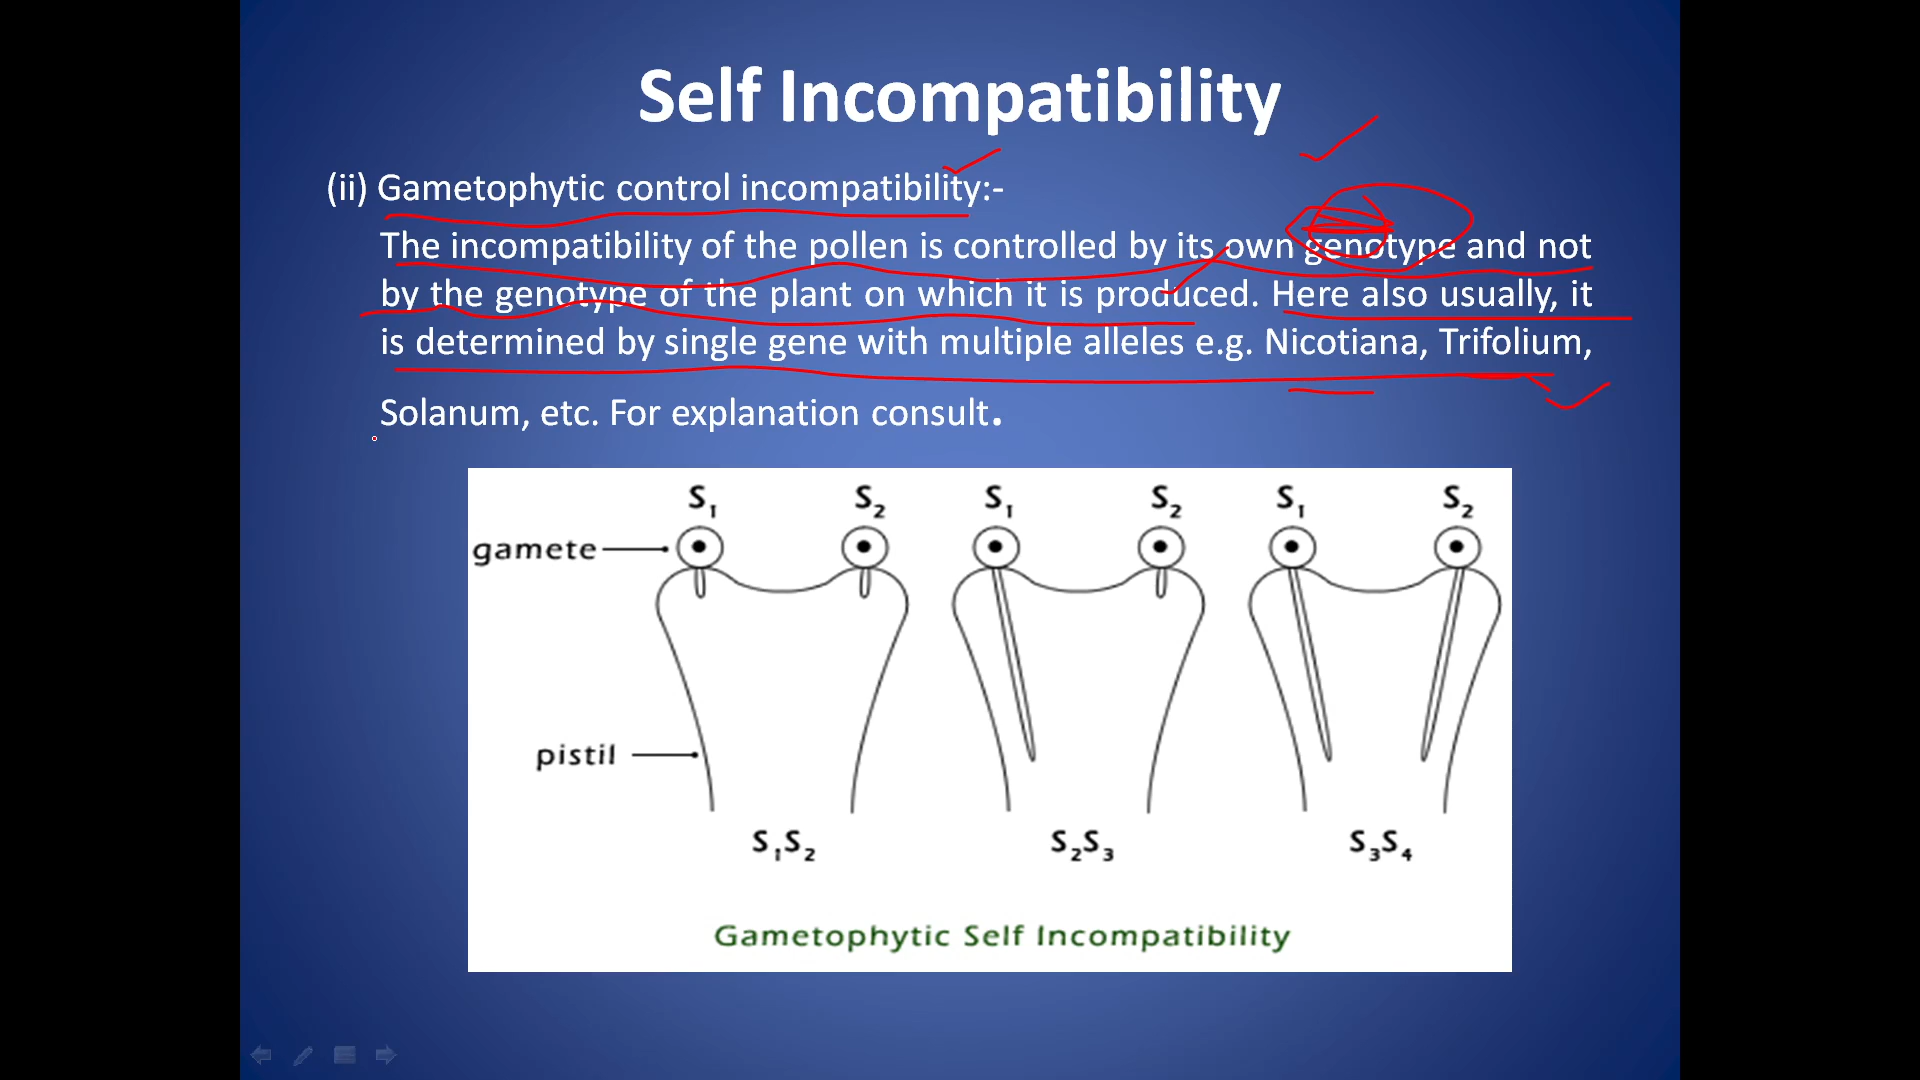 Self Incompatibility
(ii) Gametophytic control incompatibility:-
The incompatibility of the pollen is controlled by its own genotype and not
by the genotype of the plant on which it is produced. Here also usually, it
is determined by single gene with multiple alleles e.g. Nicotiana, Trifolium,
Solanum, etc. For explanation consult.
S₁ S₂ S₁ S₂ S₁ S₂
gamete
pistil
S₁S₂ S₂S₃ S₃S₄
Gametophytic Self Incompatibility